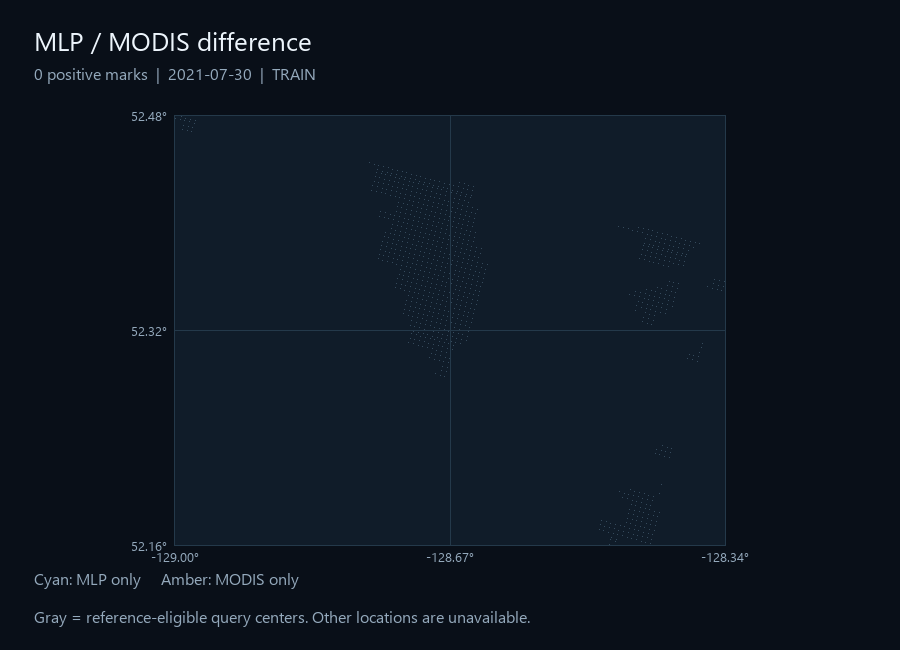 MLP / MODIS difference
0 positive marks | 2021-07-30 | TRAIN
52.48°
52.32°
52.16°
-129.00° -128.67° -128.34°
Cyan: MLP only Amber: MODIS only
Gray = reference-eligible query centers. Other locations are unavailable.